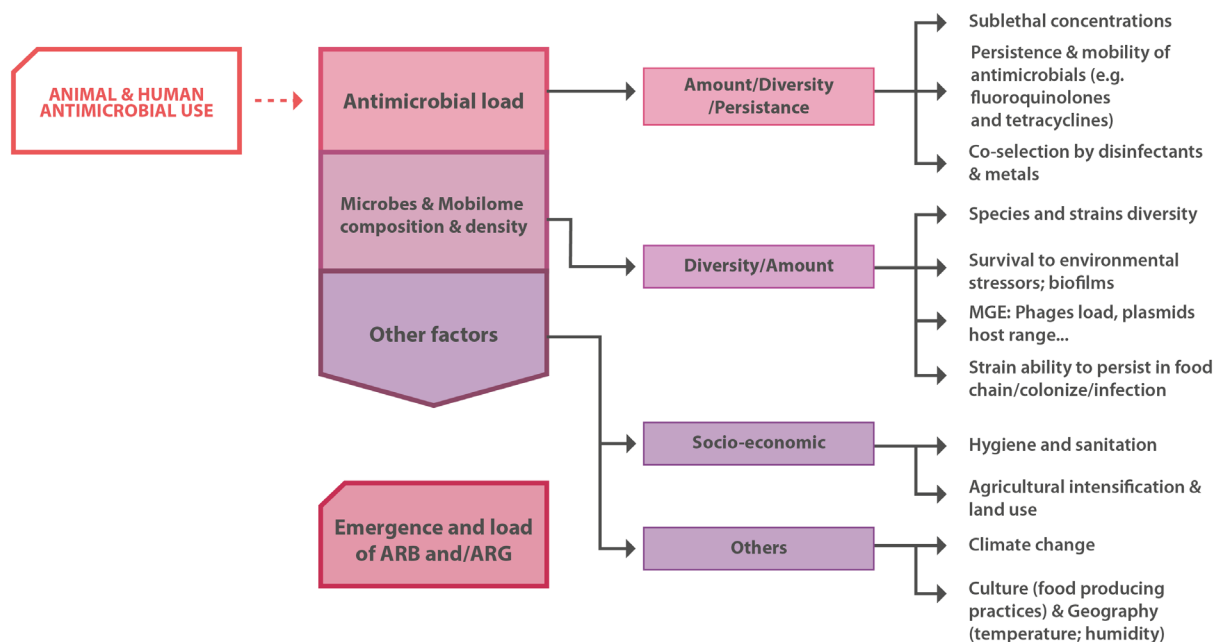 ANIMAL & HUMAN
ANTIMICROBIAL USE
Antimicrobial load
Microbes & Mobilome
composition & density
Other factors
Emergence and load
of ARB and/ARG
Amount/Diversity
/Persistance
Diversity/Amount
Socio-economic
Others
Sublethal concentrations
Persistence & mobility of
antimicrobials (e.g.
fluoroquinolones
and tetracyclines)
Co-selection by disinfectants
& metals
Species and strains diversity
Survival to environmental
stressors; biofilms
MGE: Phages load, plasmids
host range...
Strain ability to persist in food
chain/colonize/infection
Hygiene and sanitation
Agricultural intensification &
land use
Climate change
Culture (food producing
practices) & Geography
(temperature; humidity)